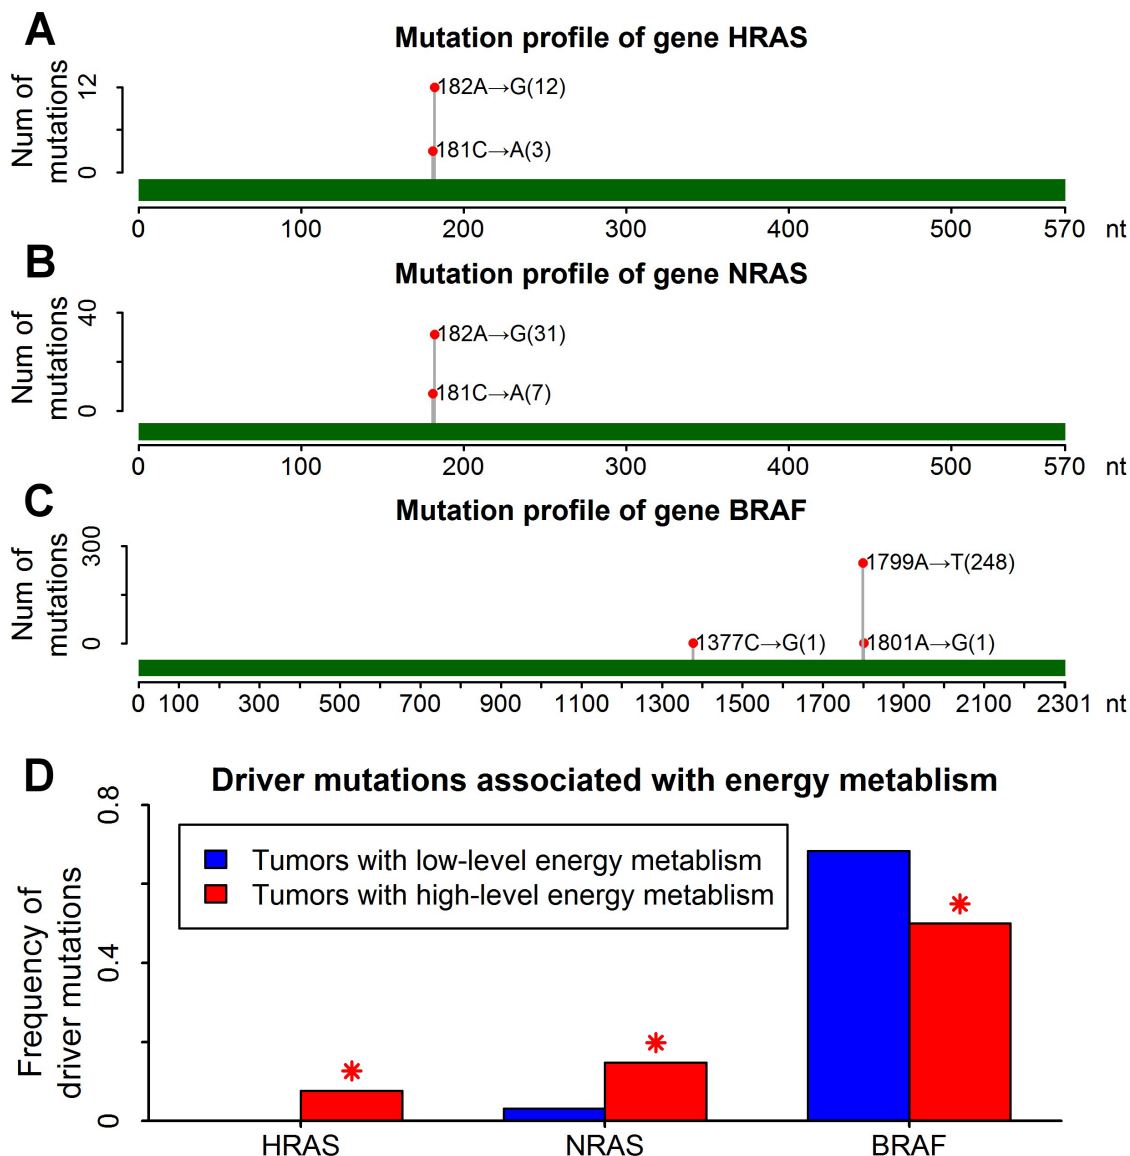 A
Mutation profile of gene HRAS
Num of
mutations
12
0
182A→G(12)
181C→A(3)
0 100 200 300 400 500 570 nt
B
Mutation profile of gene NRAS
Num of
mutations
40
0
182A→G(31)
181C→A(7)
0 100 200 300 400 500 570 nt
C
Mutation profile of gene BRAF
Num of
mutations
300
0
1799A→T(248)
1377C→G(1)
1801A→G(1)
0 100 300 500 700 900 1100 1300 1500 1700 1900 2100 2301 nt
D
Driver mutations associated with energy metablism
Frequency of
driver mutations
0.8
0.4
0
Tumors with low-level energy metablism
Tumors with high-level energy metablism
*
*
*
HRAS NRAS BRAF